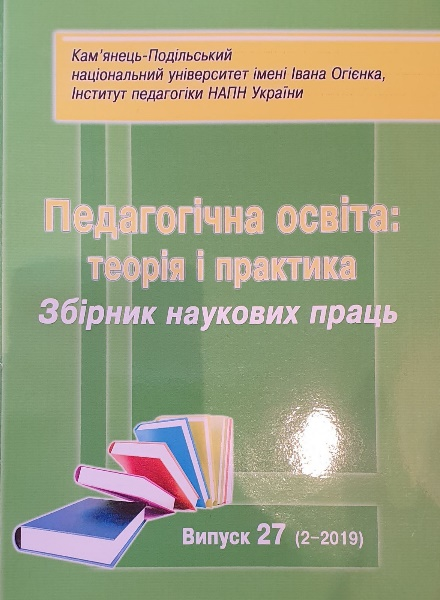 Кам'янець-Подільський
національний університет імені Івана Огієнка,
Інститут педагогіки НАПН України
Педагогічна освіта:
теорія і практика
Збірник наукових праць
Випуск 27 (2–2019)